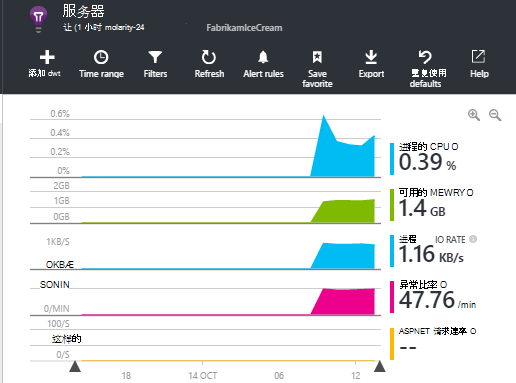 服务器
让 (1 小时 molarity-24
FabrikamIceCream
添加 dwt
Time range
Filters
Refresh
Alert rules
Save favorite
Export
重复使用 defaults
Help
0.6%
0.4%
0.2%
0%
进程的 CPU O
0.39 %
2GB
1GB
0GB
可用的 MEWRY O
1.4 GB
1KB/S
OKBÆ
进程 IO RATE
1.16 KB/s
SONIN
0/MIN
异常比率 O
47.76 /min
100/S
这样的
0/S
ASPNET 请求速率 O
--
18
14 OCT
06
12